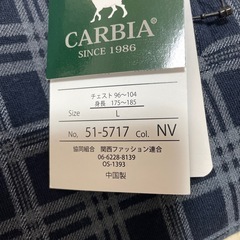 CARBIA
SINCE 1986
チェスト 96〜104
身長 175〜185
Size L
No, 51-5717 Col. NV
協同組合 関西ファッション連合
06-6228-8139
OS-1393
中国製